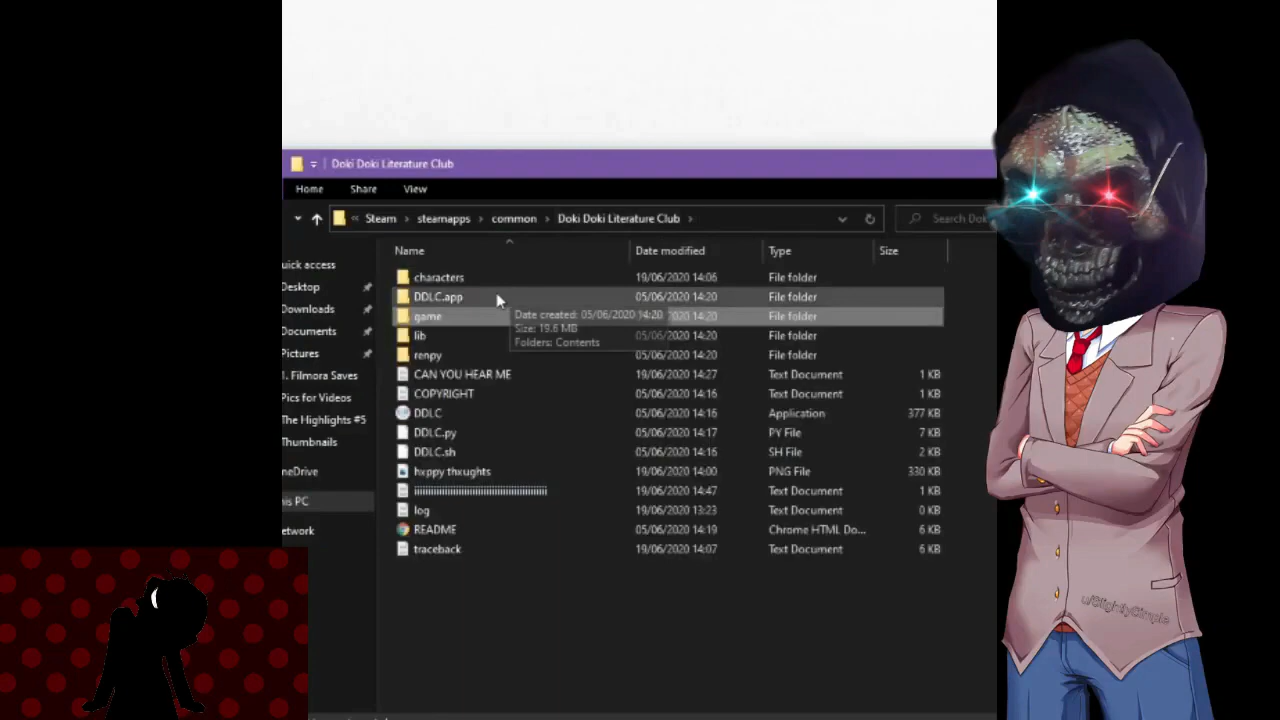 Doki Doki Literature Club
Home Share View
« Steam > steamapps > common > Doki Doki Literature Club >
Search Dok
Name Date modified Type Size
uick access
Desktop
Downloads
Documents
Pictures
1. Filmora Saves
Pics for Videos
The Highlights #5
Thumbnails
neDrive
his PC
etwork
characters 19/06/2020 14:06 File folder
DDLC.app 05/06/2020 14:20 File folder
game 14:20 File folder
lib 05/06/2020 14:20 File folder
renpy 05/06/2020 14:20 File folder
CAN YOU HEAR ME 19/06/2020 14:27 Text Document 1 KB
COPYRIGHT 05/06/2020 14:16 Text Document 1 KB
DDLC 05/06/2020 14:16 Application 377 KB
DDLC.py 05/06/2020 14:17 PY File 7 KB
DDLC.sh 05/06/2020 14:16 SH File 2 KB
hxppy thxughts 19/06/2020 14:00 PNG File 330 KB
19/06/2020 14:47 Text Document 1 KB
log 19/06/2020 13:23 Text Document 0 KB
README 05/06/2020 14:19 Chrome HTML Do... 6 KB
traceback 19/06/2020 14:07 Text Document 6 KB
Date created: 05/06/2020 14:20
Size: 19.6 MB
Folders: Contents
u/SlightlySimple